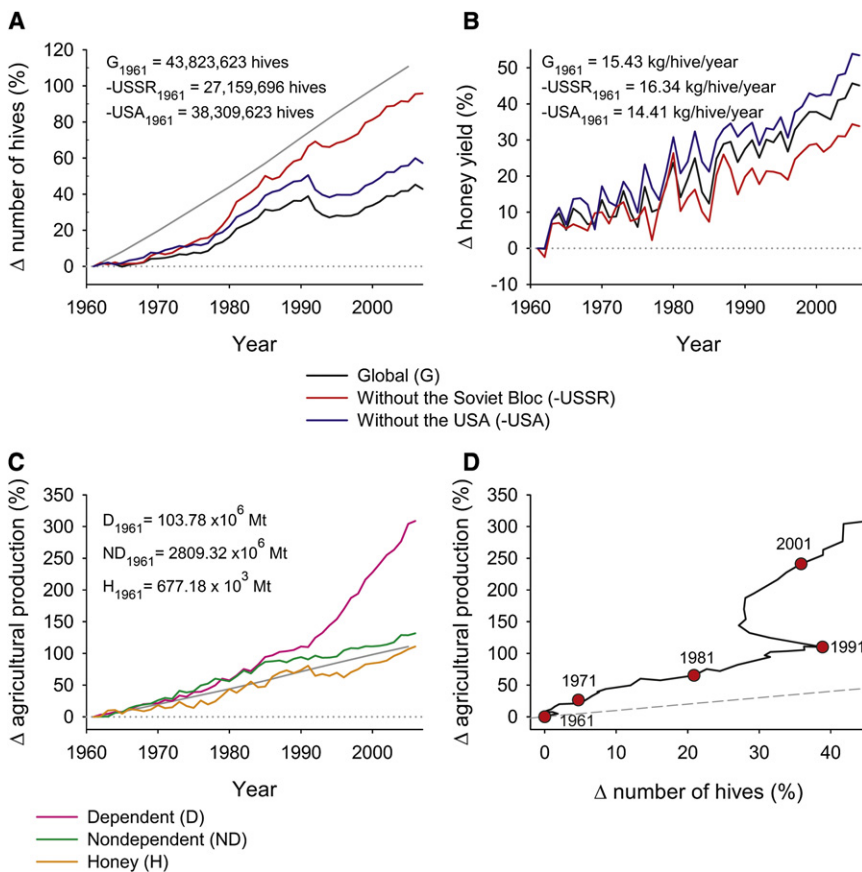 A
Δ number of hives (%)
120
100
80
60
40
20
0
G1961 = 43,823,623 hives
-USSR1961 = 27,159,696 hives
-USA1961 = 38,309,623 hives
1960 1970 1980 1990 2000
Year
B
Δ honey yield (%)
50
40
30
20
10
0
-10
G1961 = 15.43 kg/hive/year
-USSR1961 = 16.34 kg/hive/year
-USA1961 = 14.41 kg/hive/year
1960 1970 1980 1990 2000
Year
Global (G)
Without the Soviet Bloc (-USSR)
Without the USA (-USA)
C
Δ agricultural production (%)
350
300
250
200
150
100
50
0
D1961= 103.78 x10^6 Mt
ND1961= 2809.32 x10^6 Mt
H1961= 677.18 x 10^3 Mt
1960 1970 1980 1990 2000
Year
Dependent (D)
Nondependent (ND)
Honey (H)
D
Δ agricultural production (%)
350
300
250
200
150
100
50
0
2001
1991
1981
1971
1961
0 10 20 30 40
Δ number of hives (%)